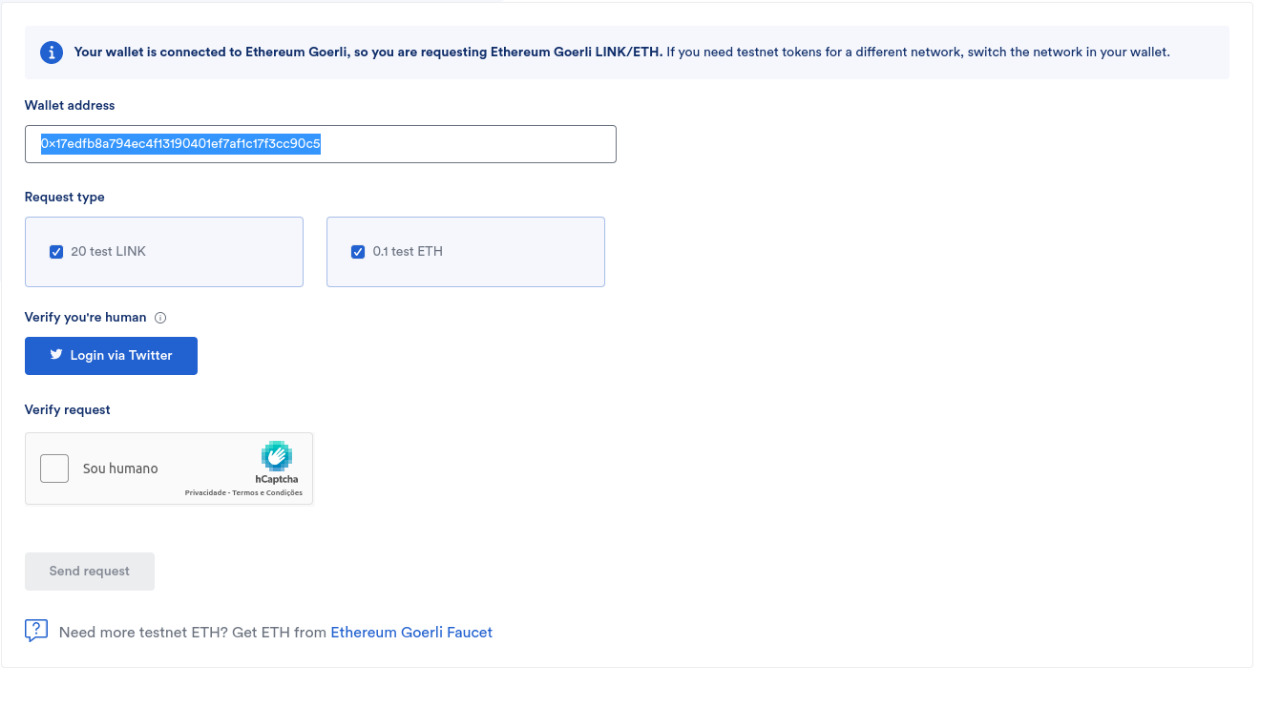 Your wallet is connected to Ethereum Goerli, so you are requesting Ethereum Goerli LINK/ETH. If you need testnet tokens for a different network, switch the network in your wallet.
Wallet address
0x17edfb8a794ec4f13190401ef7af1c17f3cc90c5
Request type
20 test LINK
0.1 test ETH
Verify you're human
Login via Twitter
Verify request
Sou humano
hCaptcha
Privacidade - Termos e Condições
Send request
Need more testnet ETH? Get ETH from Ethereum Goerli Faucet